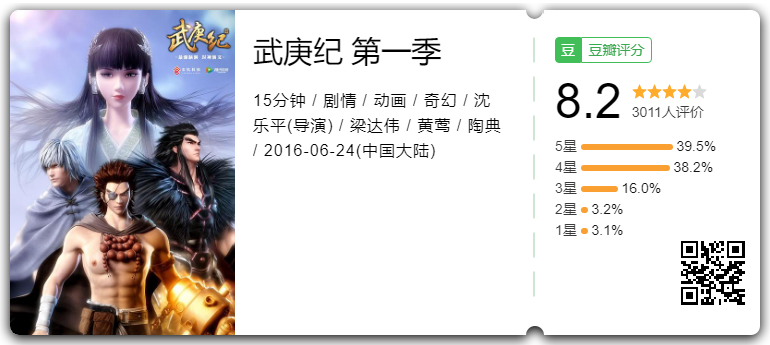 武庚纪
武庚纪 第一季
15分钟 / 剧情 / 动画 / 奇幻 / 沈
乐平(导演) / 梁达伟 / 黄莺 / 陶典
/ 2016-06-24(中国大陆)
豆 豆瓣评分
8.2
3011人评价
5星 39.5%
4星 38.2%
3星 16.0%
2星 3.2%
1星 3.1%